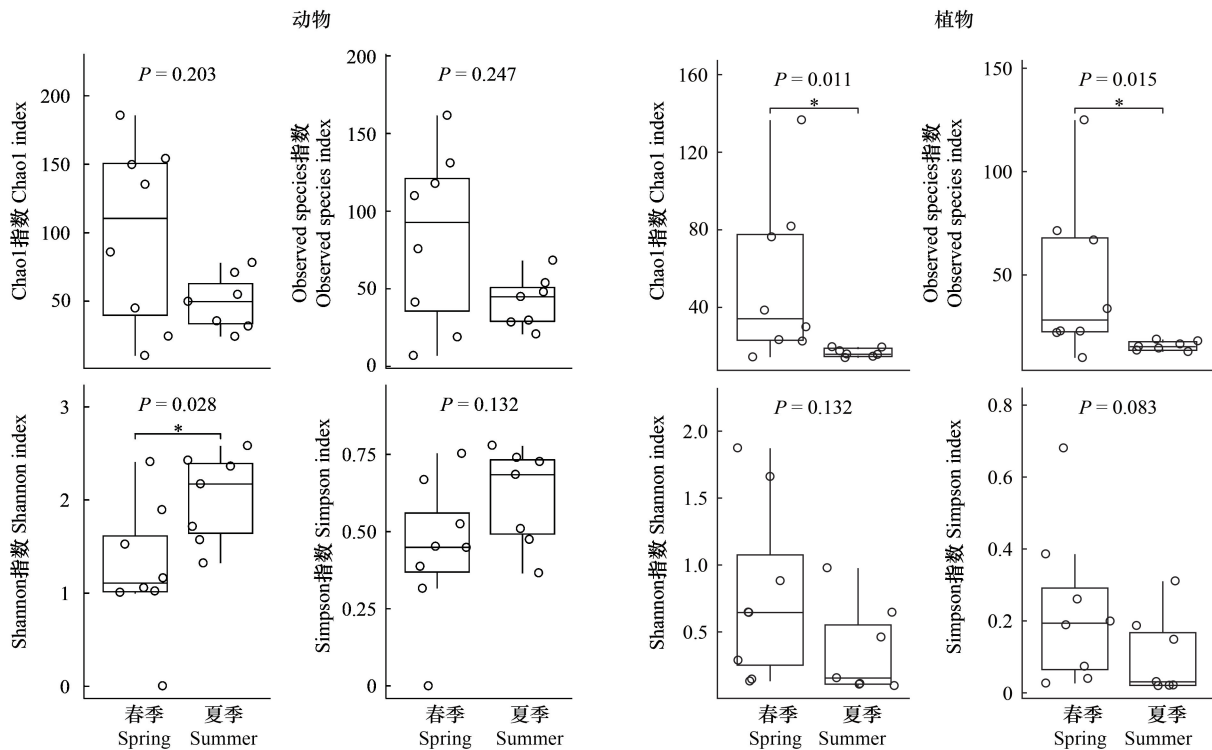 动物
植物
Chao1指数 Chao1 index
200
150
100
50
P = 0.203
Observed species指数
Observed species index
200
150
100
50
0
P = 0.247
Chao1指数 Chao1 index
160
120
80
40
P = 0.011
*
Observed species指数
Observed species index
150
100
50
P = 0.015
*
Shannon指数 Shannon index
3
2
1
0
P = 0.028
*
春季
Spring
夏季
Summer
Simpson指数 Simpson index
0.75
0.50
0.25
0
P = 0.132
春季
Spring
夏季
Summer
Shannon指数 Shannon index
2.0
1.5
1.0
0.5
P = 0.132
春季
Spring
夏季
Summer
Simpson指数 Simpson index
0.8
0.6
0.4
0.2
0
P = 0.083
春季
Spring
夏季
Summer